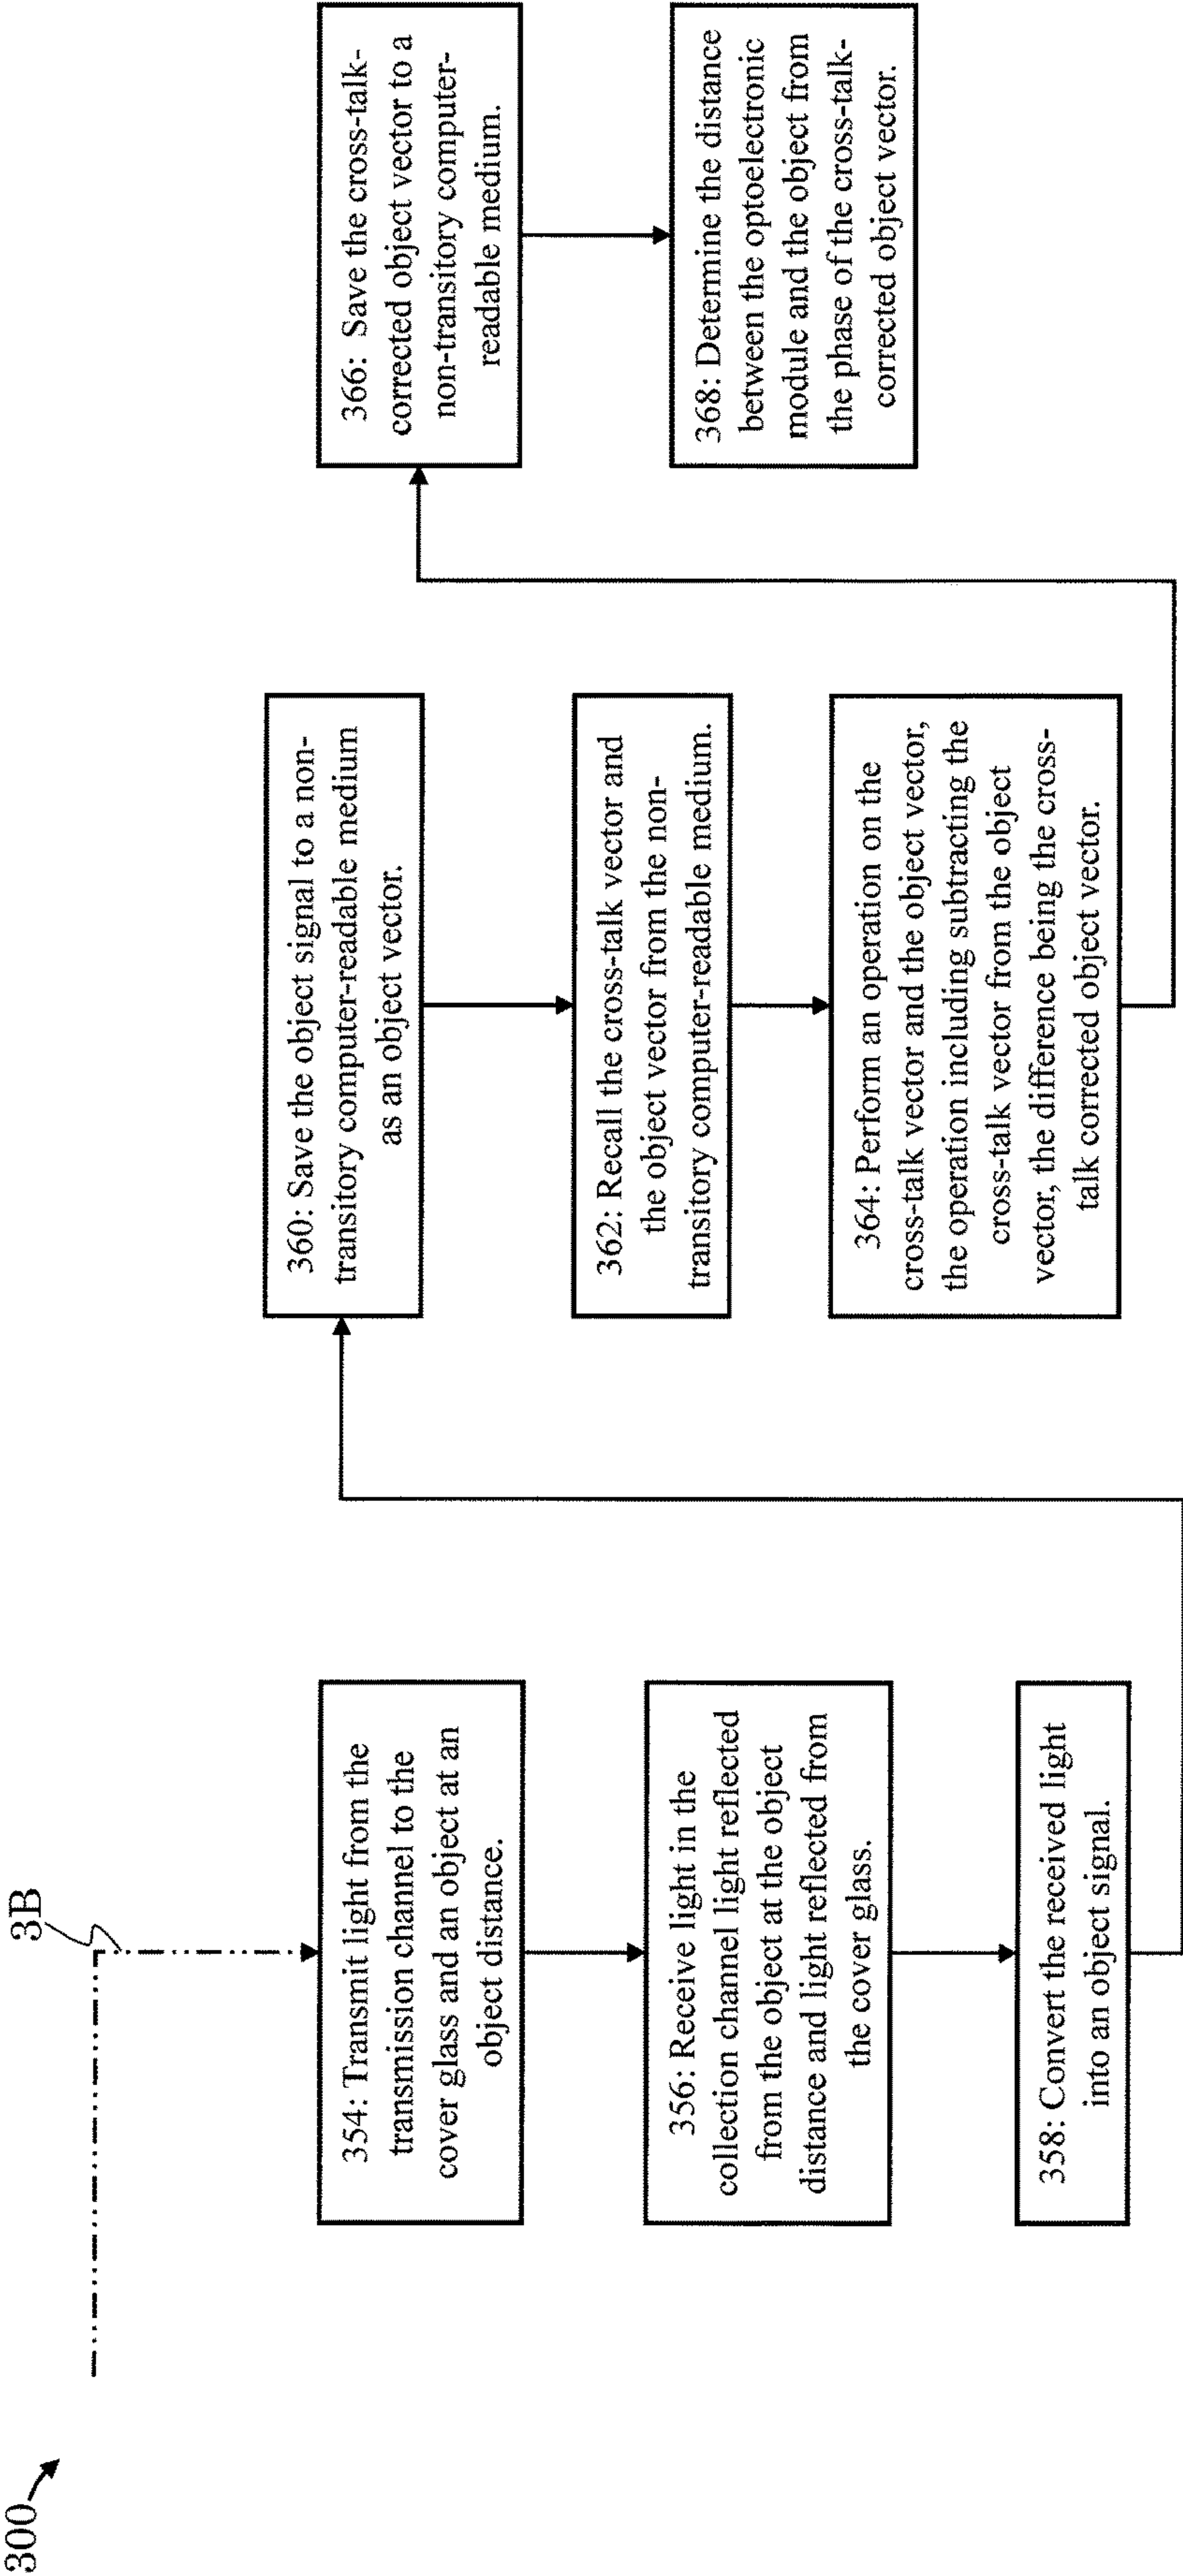 300
3B
354: Transmit light from the
transmission channel to the
cover glass and an object at an
object distance.
356: Receive light in the
collection channel light reflected
from the object at the object
distance and light reflected from
the cover glass.
358: Convert the received light
into an object signal.
360: Save the object signal to a non-
transitory computer-readable medium
as an object vector.
362: Recall the cross-talk vector and
the object vector from the non-
transitory computer-readable medium.
364: Perform an operation on the
cross-talk vector and the object vector,
the operation including subtracting the
cross-talk vector from the object
vector, the difference being the cross-
talk corrected object vector.
366: Save the cross-talk-
corrected object vector to a
non-transitory computer-
readable medium.
368: Determine the distance
between the optoelectronic
module and the object from
the phase of the cross-talk-
corrected object vector.